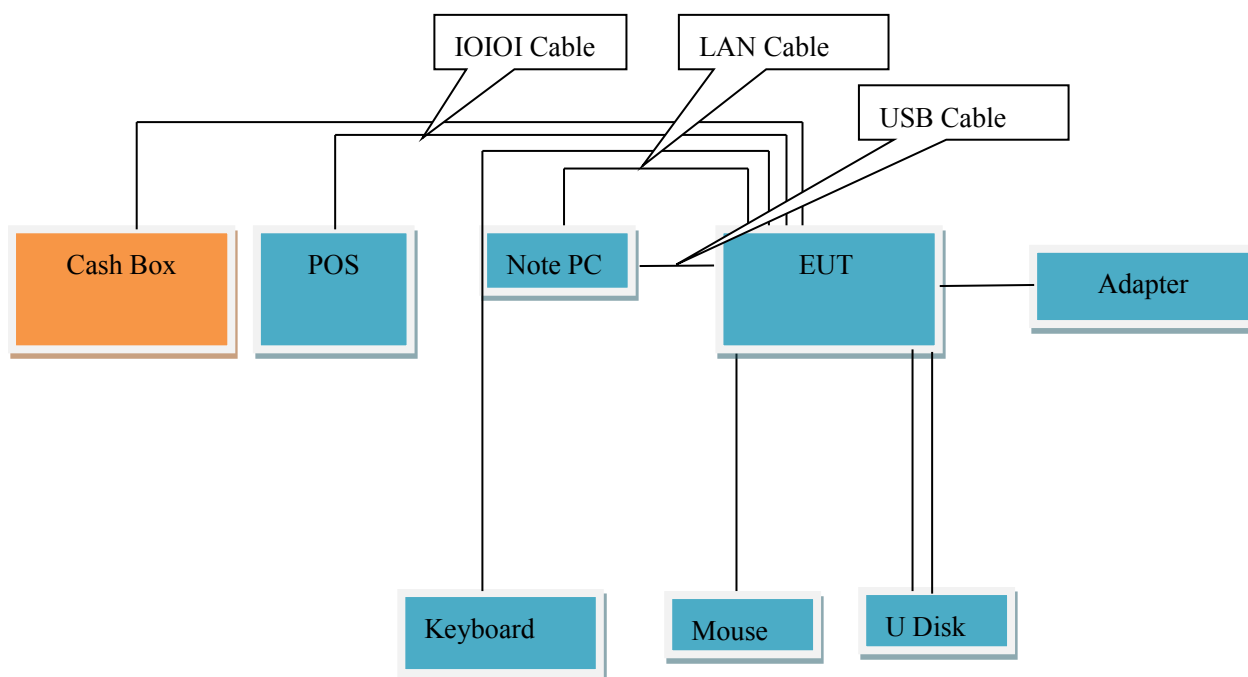 IOIOI Cable
LAN Cable
USB Cable
Cash Box
POS
Note PC
EUT
Adapter
Keyboard
Mouse
U Disk